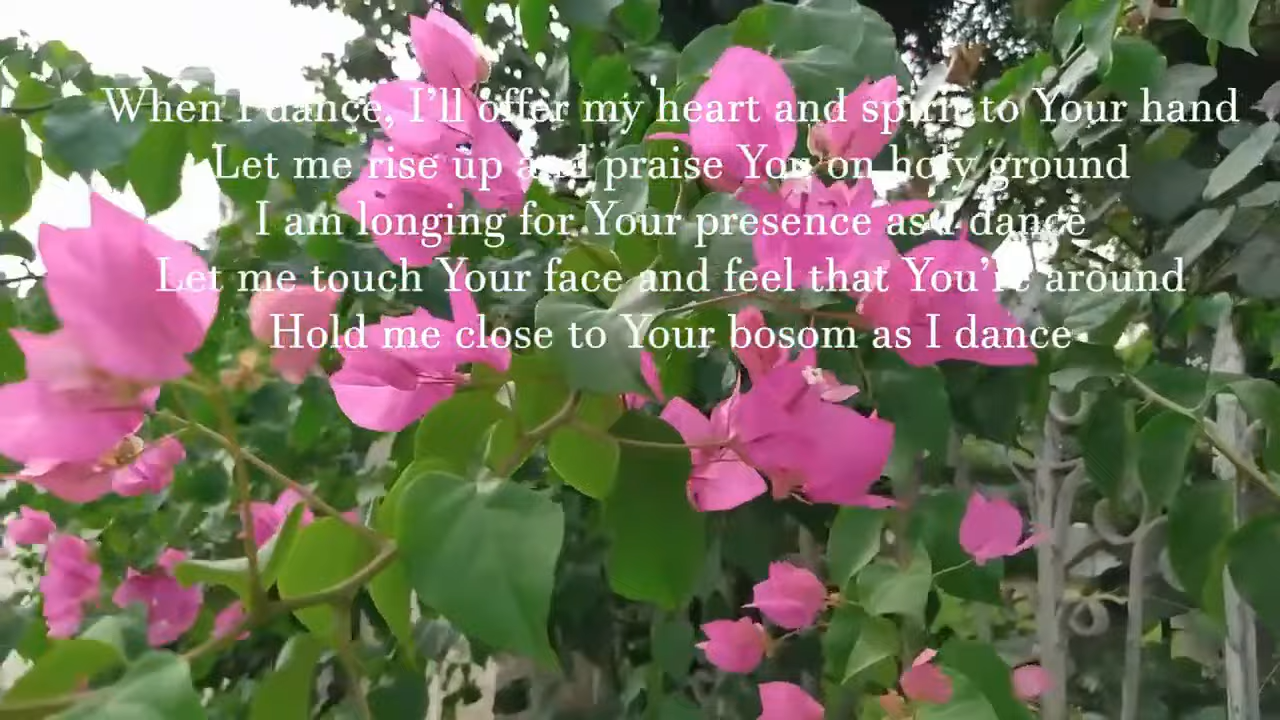 When I dance, I’ll offer my heart and spirit to Your hand
Let me rise up and praise You on holy ground
I am longing for Your presence as I dance
Let me touch Your face and feel that You’re around
Hold me close to Your bosom as I dance